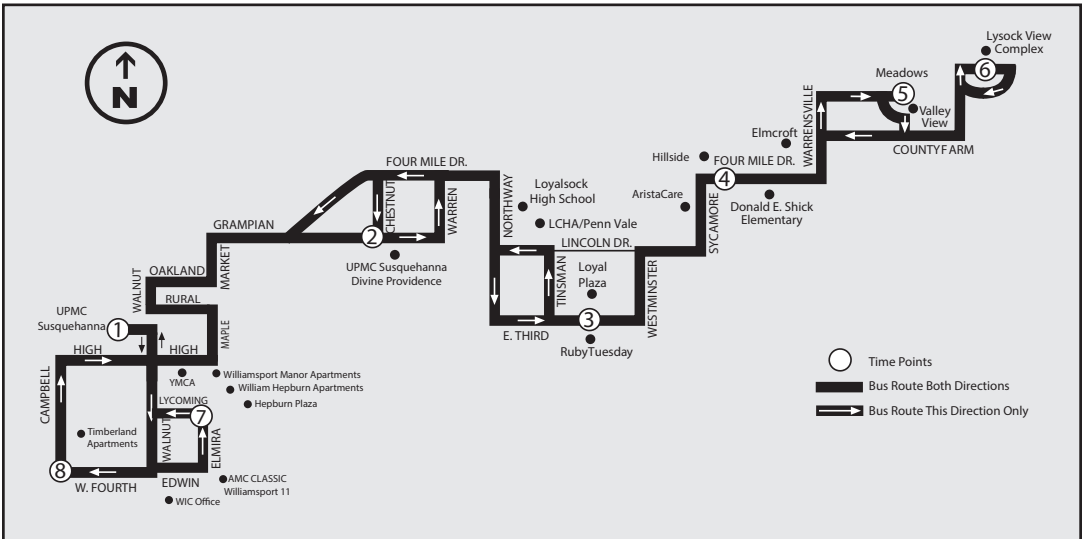 N
Lysock View
Complex
6
Meadows
5
Valley
View
WARRENSVILLE
COUNTYFARM
Elmcroft
Hillside
FOUR MILE DR.
4
AristaCare
Donald E. Shick
Elementary
SYCAMORE
FOUR MILE DR.
CHESTNUT
WARREN
NORTHWAY
Loyalsock
High School
LCHA/Penn Vale
LINCOLN DR.
GRAMPIAN
2
UPMC Susquehanna
Divine Providence
TINSMAN
Loyal
Plaza
WESTMINSTER
3
E. THIRD
RubyTuesday
MARKET
OAKLAND
WALNUT
RURAL
MAPLE
UPMC
Susquehanna
1
HIGH
HIGH
YMCA
Williamsport Manor Apartments
William Hepburn Apartments
Hepburn Plaza
CAMPBELL
LYCOMING
7
Timberland
Apartments
WALNUT
ELMIRA
8
W. FOURTH
EDWIN
AMC CLASSIC
Williamsport 11
WIC Office
Time Points
Bus Route Both Directions
Bus Route This Direction Only